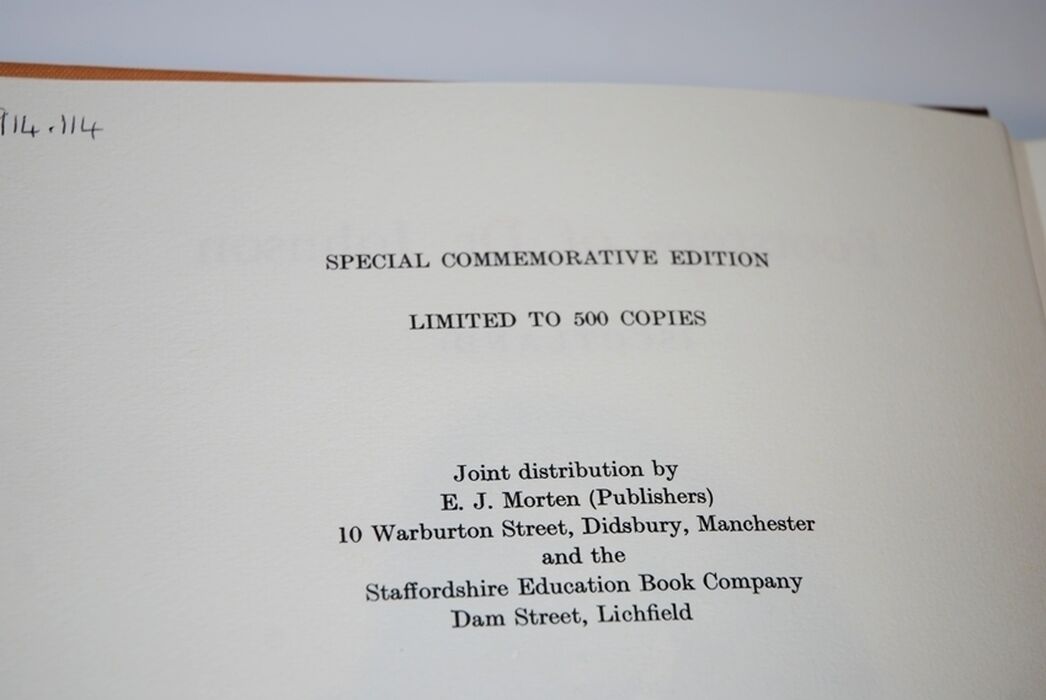 914.114
SPECIAL COMMEMORATIVE EDITION
LIMITED TO 500 COPIES
Joint distribution by
E. J. Morten (Publishers)
10 Warburton Street, Didsbury, Manchester
and the
Staffordshire Education Book Company
Dam Street, Lichfield